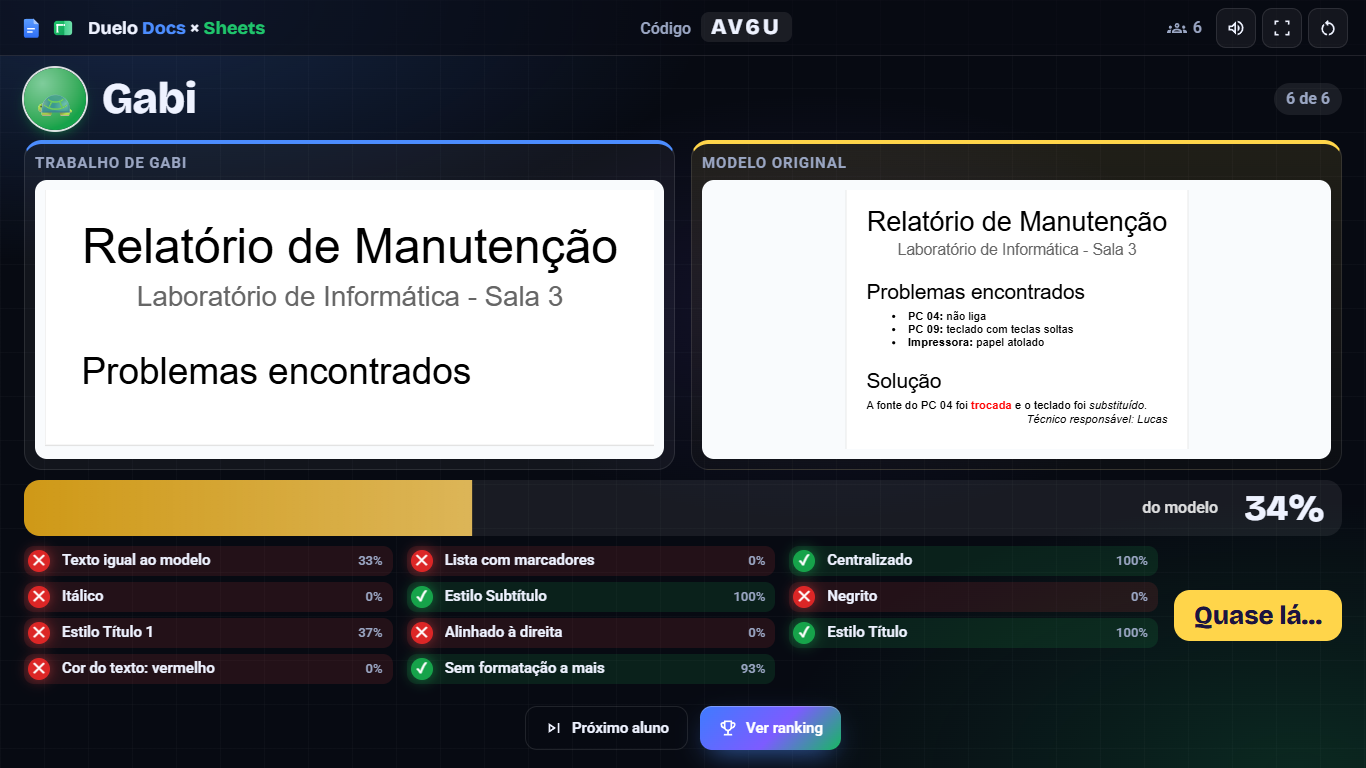 Duelo Docs × Sheets
Código AV6U
6
Gabi
6 de 6
TRABALHO DE GABI
Relatório de Manutenção
Laboratório de Informática - Sala 3
Problemas encontrados
MODELO ORIGINAL
Relatório de Manutenção
Laboratório de Informática - Sala 3
Problemas encontrados
• PC 04: não liga
• PC 09: teclado com teclas soltas
• Impressora: papel atolado
Solução
A fonte do PC 04 foi trocada e o teclado foi substituído.
Técnico responsável: Lucas
do modelo 34%
Texto igual ao modelo 33%
Lista com marcadores 0%
Centralizado 100%
Itálico 0%
Estilo Subtítulo 100%
Negrito 0%
Estilo Título 1 37%
Alinhado à direita 0%
Estilo Título 100%
Cor do texto: vermelho 0%
Sem formatação a mais 93%
Quase lá...
Próximo aluno
Ver ranking